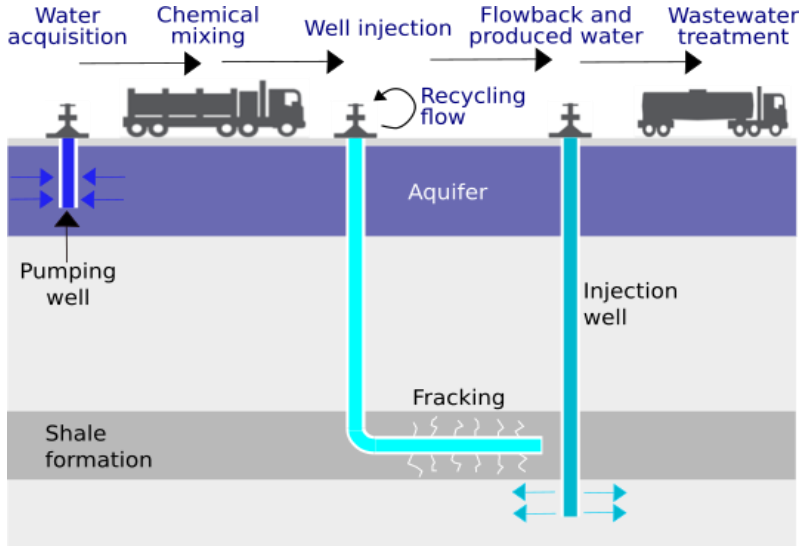 Water
acquisition
Chemical
mixing
Well injection
Flowback and
produced water
Wastewater
treatment
Recycling
flow
Aquifer
Pumping
well
Injection
well
Fracking
Shale
formation